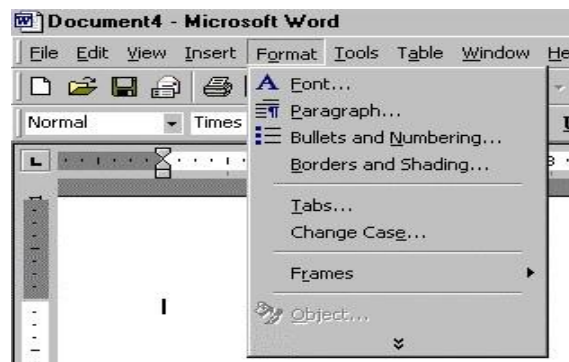 Document4 - Microsoft Word
File Edit View Insert Format Tools Table Window He
Normal Times
Font...
Paragraph...
Bullets and Numbering...
Borders and Shading...
Tabs...
Change Case...
Frames
Object...